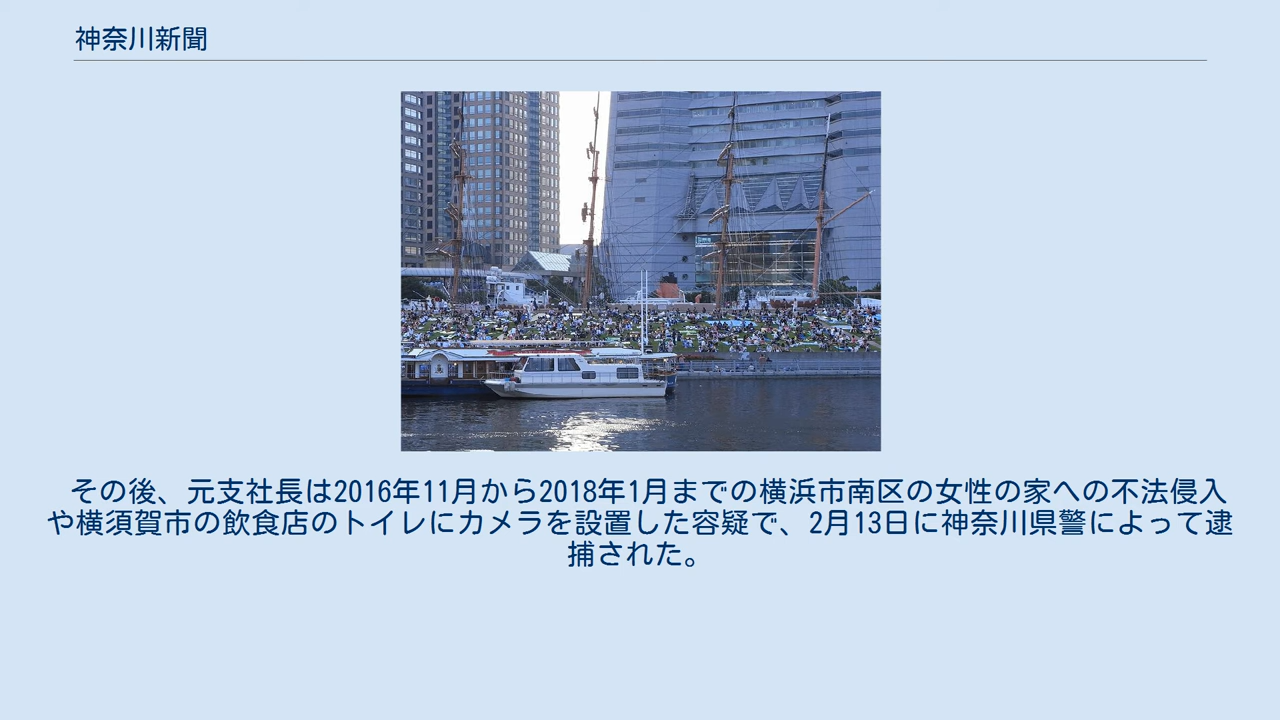 神奈川新聞
その後、元支社長は2016年11月から2018年1月までの横浜市南区の女性の家への不法侵入
や横須賀市の飲食店のトイレにカメラを設置した容疑で、2月13日に神奈川県警によって逮
捕された。